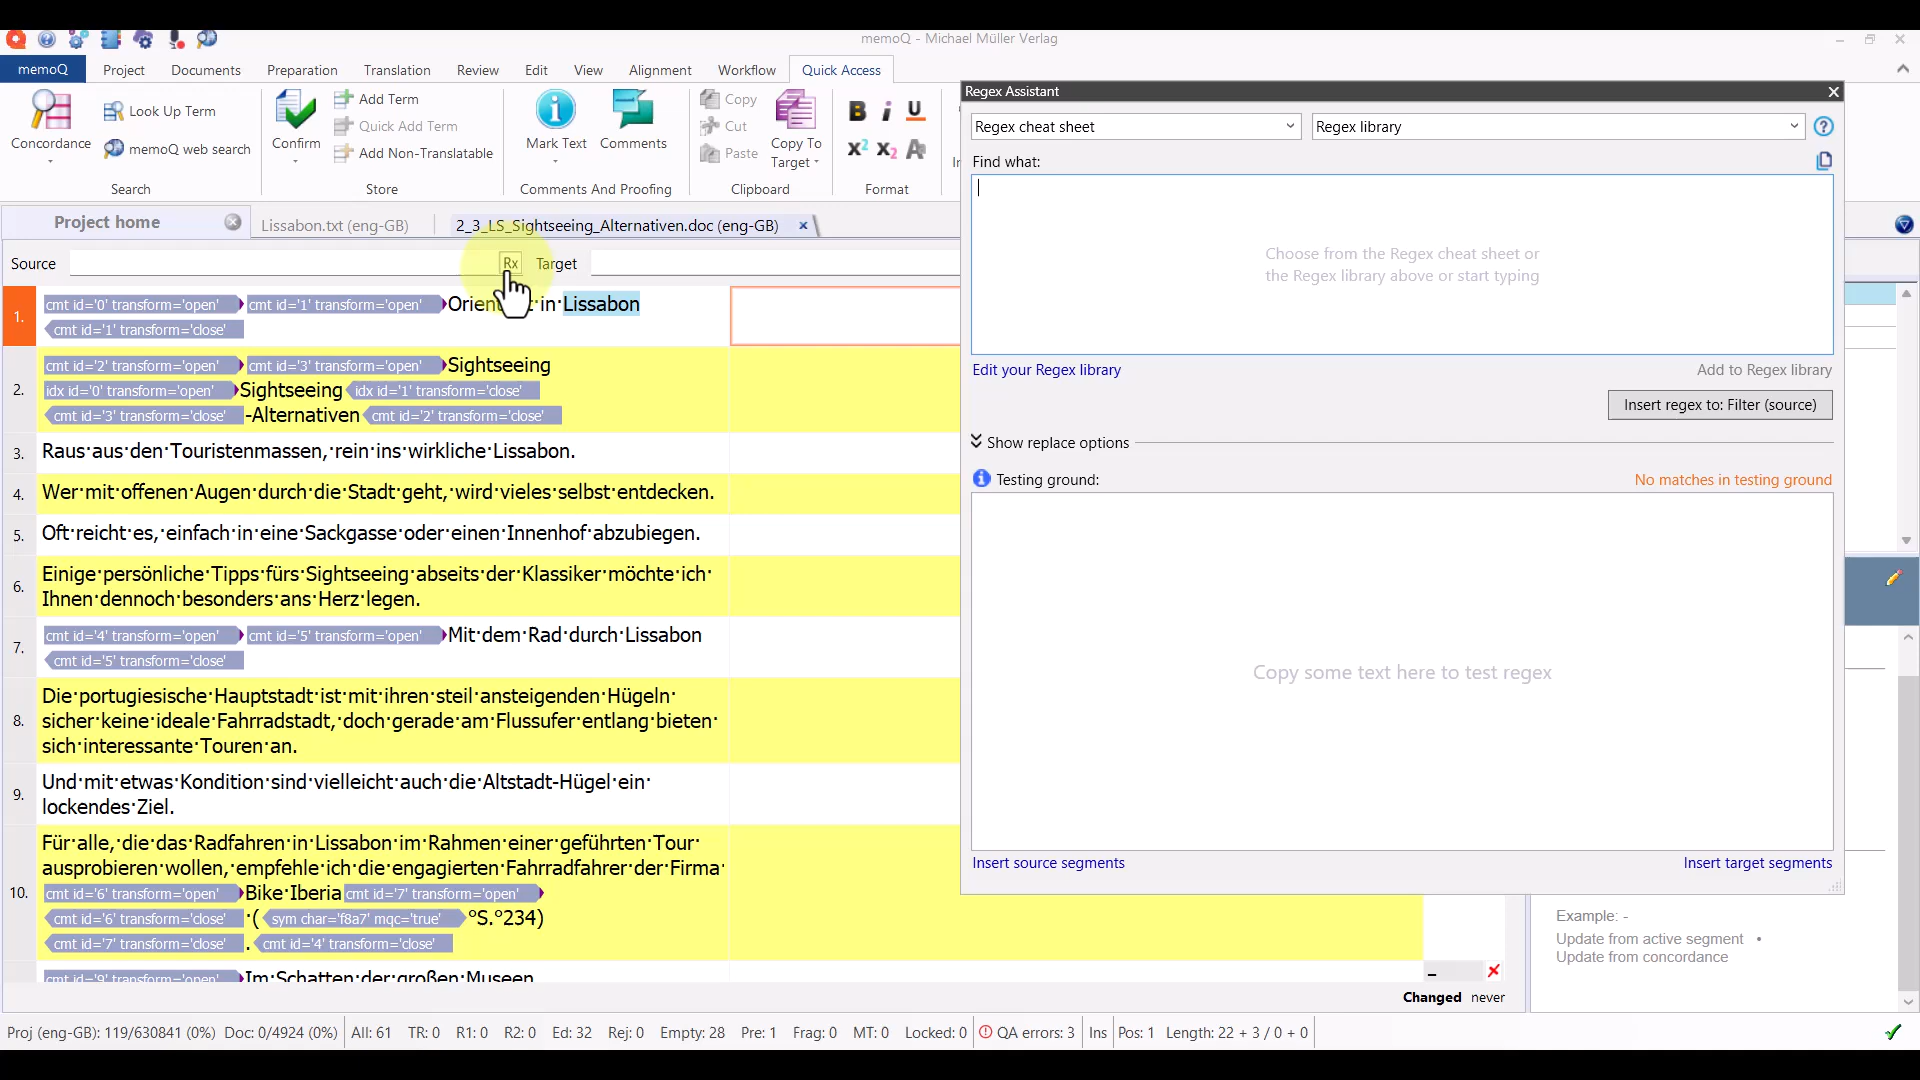 memoQ - Michael Müller Verlag
memoQ Project Documents Preparation Translation Review Edit View Alignment Workflow Quick Access
Concordance
Look Up Term
memoQ web search
Search
Confirm
Add Term
Quick Add Term
Add Non-Translatable
Store
Mark Text
Comments
Comments And Proofing
Copy
Cut
Paste
Copy To
Target
Clipboard
B i U
x² x₂ A
Format
Project home
Lissabon.txt (eng-GB)
2_3_LS_Sightseeing_Alternativen.doc (eng-GB)
Source Rx Target
1. cmt id='0' transform='open' cmt id='1' transform='open' in·Lissabon
cmt id='1' transform='close'
2. cmt id='2' transform='open' cmt id='3' transform='open' Sightseeing
idx id='0' transform='open' Sightseeing idx id='1' transform='close'
cmt id='3' transform='close' -Alternativen cmt id='2' transform='close'
3. Raus·aus·den·Touristenmassen,·rein·ins·wirkliche·Lissabon.
4. Wer·mit·offenen·Augen·durch·die·Stadt·geht,·wird·vieles·selbst·entdecken.
5. Oft·reicht·es,·einfach·in·eine·Sackgasse·oder·einen·Innenhof·abzubiegen.
6. Einige·persönliche·Tipps·fürs·Sightseeing·abseits·der·Klassiker·möchte·ich·
Ihnen·dennoch·besonders·ans·Herz·legen.
7. cmt id='4' transform='open' cmt id='5' transform='open' Mit·dem·Rad·durch·Lissabon
cmt id='5' transform='close'
8. Die·portugiesische·Hauptstadt·ist·mit·ihren·steil·ansteigenden·Hügeln·
sicher·keine·ideale·Fahrradstadt,·doch·gerade·am·Flussufer·entlang·bieten·
sich·interessante·Touren·an.
9. Und·mit·etwas·Kondition·sind·vielleicht·auch·die·Altstadt-Hügel·ein·
lockendes·Ziel.
10. Für·alle,·die·das·Radfahren·in·Lissabon·im·Rahmen·einer·geführten·Tour·
ausprobieren·wollen,·empfehle·ich·die·engagierten·Fahrradfahrer·der·Firma·
cmt id='6' transform='open' Bike·Iberia cmt id='7' transform='open'
cmt id='6' transform='close' ·( sym char='f8a7' mqc='true' ºS.º234)
cmt id='7' transform='close' . cmt id='4' transform='close'
cmt id='9' transform='open' Im·Schatten·der·großen·Museen
Regex Assistant
Regex cheat sheet
Regex library
Find what:
Choose from the Regex cheat sheet or
the Regex library above or start typing
Edit your Regex library
Add to Regex library
Insert regex to: Filter (source)
Show replace options
Testing ground:
No matches in testing ground
Copy some text here to test regex
Insert source segments
Insert target segments
Example: -
Update from active segment •
Update from concordance
Changed never
Proj (eng-GB): 119/630841 (0%) Doc: 0/4924 (0%) All: 61 TR: 0 R1: 0 R2: 0 Ed: 32 Rej: 0 Empty: 28 Pre: 1 Frag: 0 MT: 0 Locked: 0 QA errors: 3 Ins Pos: 1 Length: 22 + 3 / 0 + 0